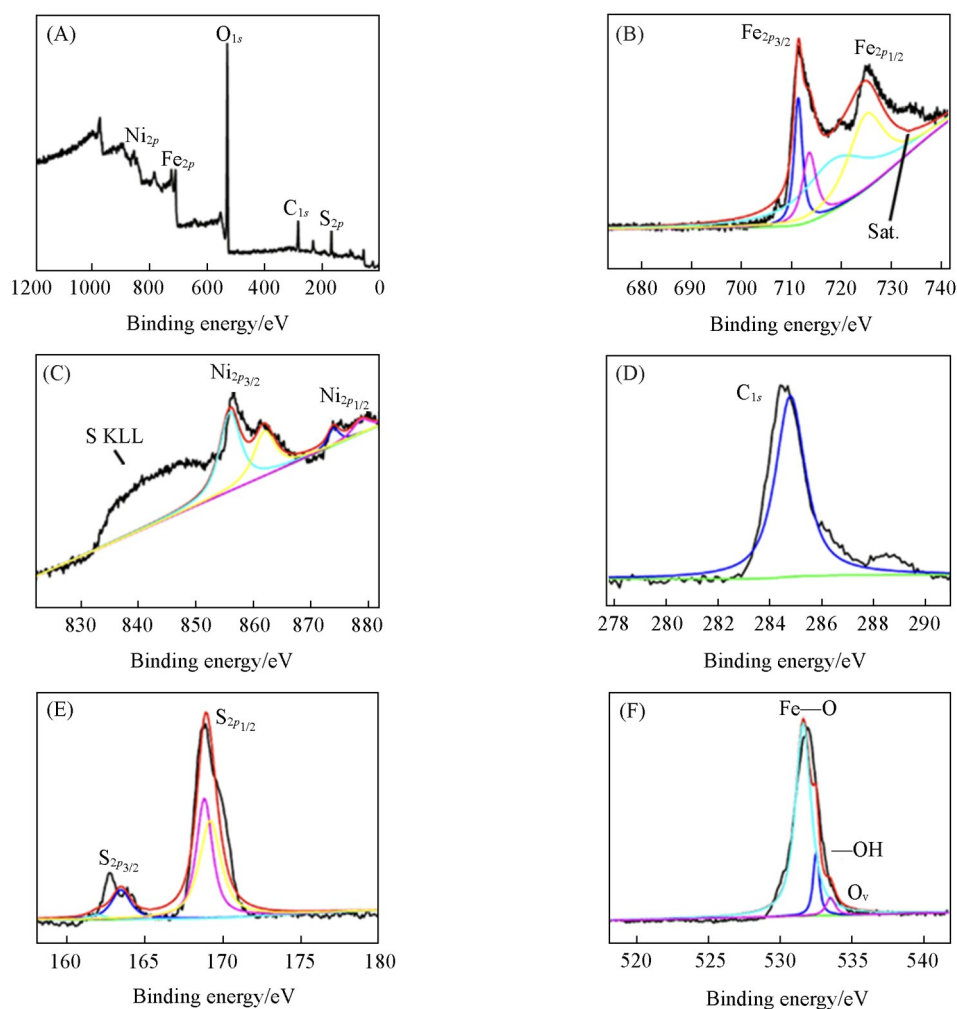 (A)
O1s
Ni2p
Fe2p
C1s
S2p
1200 1000 800 600 400 200 0
Binding energy/eV
(B)
Fe2p3/2
Fe2p1/2
Sat.
680 690 700 710 720 730 740
Binding energy/eV
(C)
Ni2p3/2
Ni2p1/2
S KLL
830 840 850 860 870 880
Binding energy/eV
(D)
C1s
278 280 282 284 286 288 290
Binding energy/eV
(E)
S2p1/2
S2p3/2
160 165 170 175 180
Binding energy/eV
(F)
Fe—O
—OH
Ov
520 525 530 535 540
Binding energy/eV